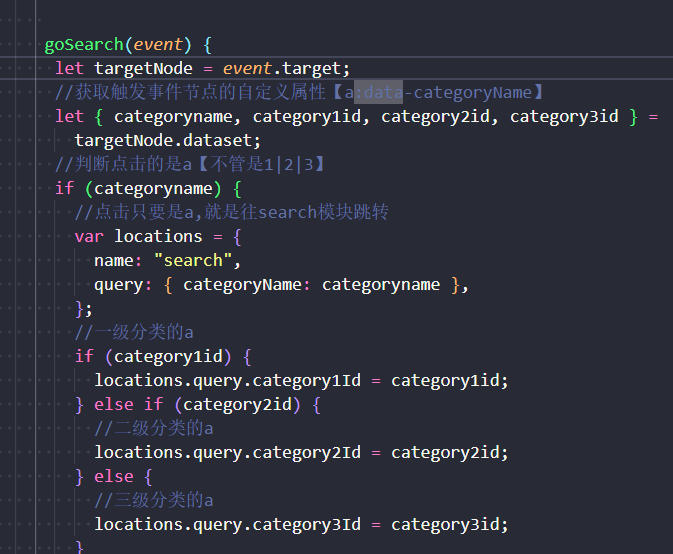 goSearch(event) {
let targetNode = event.target;
//获取触发事件节点的自定义属性【a:data-categoryName】
let { categoryname, category1id, category2id, category3id } =
targetNode.dataset;
//判断点击的是a【不管是1|2|3】
if (categoryname) {
//点击只要是a,就是往search模块跳转
var locations = {
name: "search",
query: { categoryName: categoryname },
};
//一级分类的a
if (category1id) {
locations.query.category1Id = category1id;
} else if (category2id) {
//二级分类的a
locations.query.category2Id = category2id;
} else {
//三级分类的a
locations.query.category3Id = category3id;
}